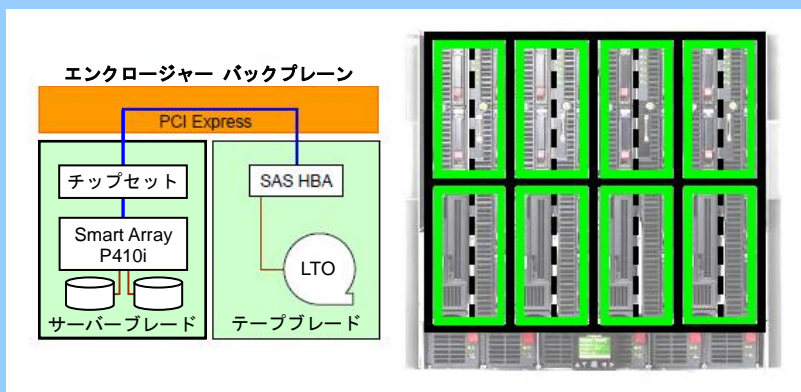 エンクロージャー バックプレーン
PCI Express
チップセット
SAS HBA
Smart Array
P410i
LTO
サーバーブレード
テープブレード